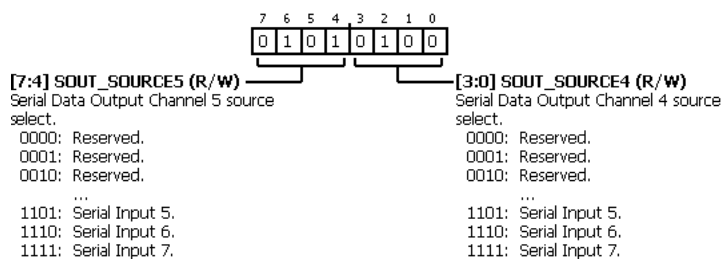 7 6 5 4 3 2 1 0
0 1 0 1 0 1 0 0
[7:4] SOUT_SOURCE5 (R/W)
Serial Data Output Channel 5 source
select.
0000: Reserved.
0001: Reserved.
0010: Reserved.
...
1101: Serial Input 5.
1110: Serial Input 6.
1111: Serial Input 7.
[3:0] SOUT_SOURCE4 (R/W)
Serial Data Output Channel 4 source
select.
0000: Reserved.
0001: Reserved.
0010: Reserved.
...
1101: Serial Input 5.
1110: Serial Input 6.
1111: Serial Input 7.